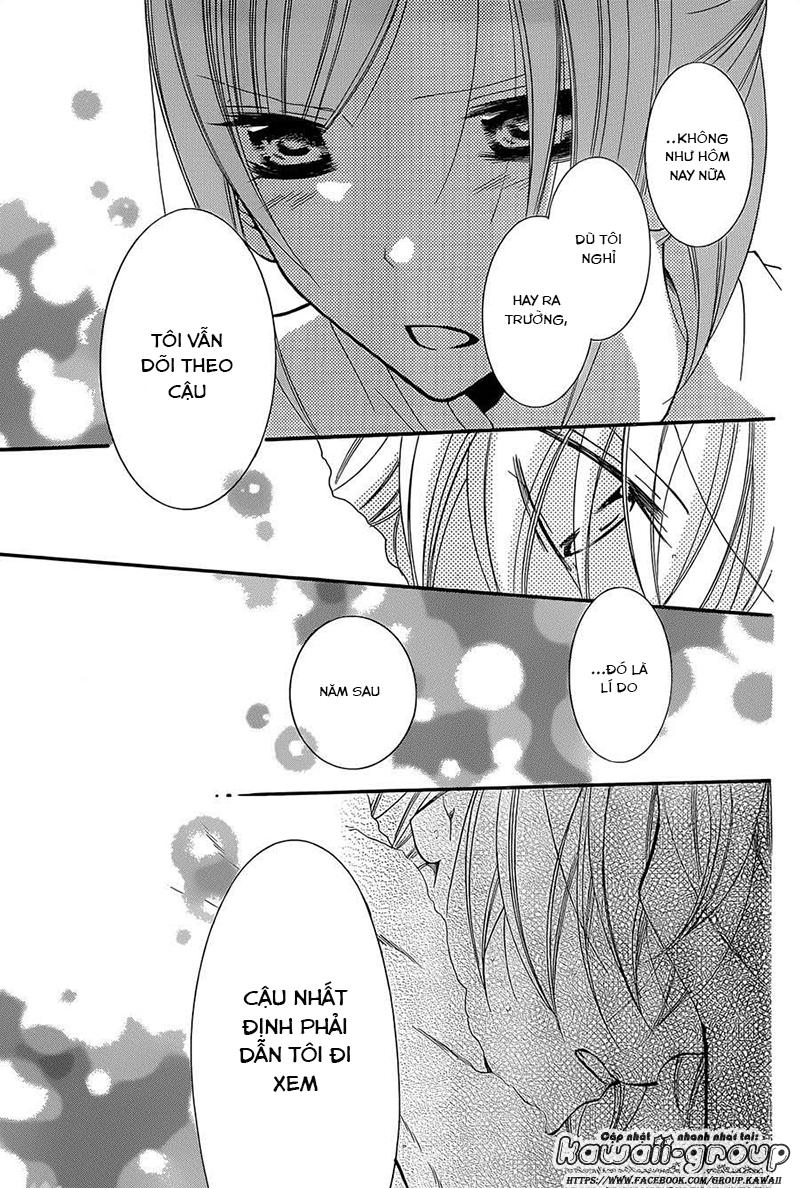 ..KHÔNG
NHƯ HÔM
NAY NỮA
DÙ TÔI
NGHỈ
HAY RA
TRƯỜNG,
TÔI VẪN
DÕI THEO
CẬU
...ĐÓ LÀ
LÍ DO
NĂM SAU
CẬU NHẤT
ĐỊNH PHẢI
DẪN TÔI ĐI
XEM
Cập nhật nhanh nhất tại:
kawaii-group
HTTPS://WWW.FACEBOOK.COM/GROUP.KAWAII